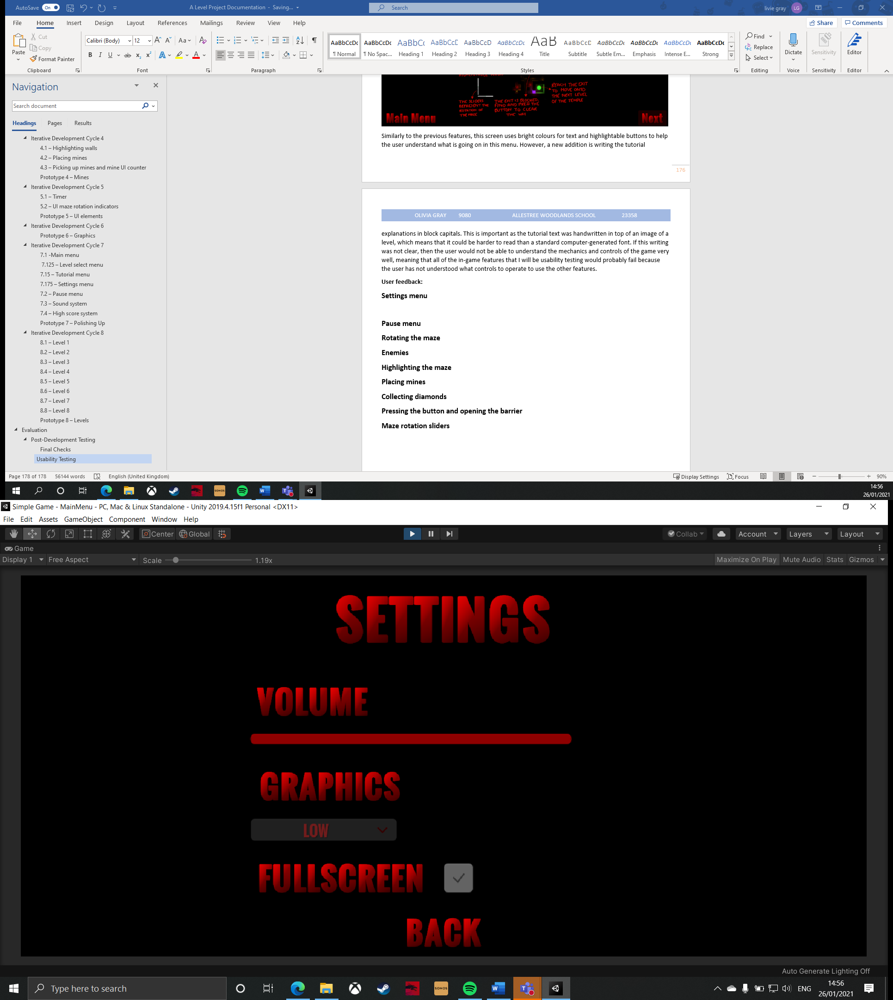 AutoSave On A Level Project Documentation - Saving... Search livie gray LG
File Home Insert Design Layout References Mailings Review View Help Share Comments
Paste Cut Copy Format Painter
Calibri (Body) 12 A A Aa A
B I U ab x2 x2 A A
AaBbCcDc AaBbCcDc AaBbC( AaBbCcC AaBbCcD AaBbCcDc AaB AaBbCcC AaBbCcDc AaBbCcDc AaBbCcDc AaBbCcDc
¶ Normal ¶ No Spac... Heading 1 Heading 2 Heading 3 Heading 4 Title Subtitle Subtle Em... Emphasis Intense E... Strong
Find Replace Select Dictate Sensitivity Editor
Clipboard Font Paragraph Styles Editing Voice Sensitivity Editor
Navigation
Search document
Headings Pages Results
Iterative Development Cycle 4
4.1 – Highlighting walls
4.2 – Placing mines
4.3 – Picking up mines and mine UI counter
Prototype 4 – Mines
Iterative Development Cycle 5
5.1 – Timer
5.2 – UI maze rotation indicators
Prototype 5 – UI elements
Iterative Development Cycle 6
Prototype 6 – Graphics
Iterative Development Cycle 7
7.1 -Main menu
7.125 – Level select menu
7.15 – Tutorial menu
7.175 – Settings menu
7.2 – Pause menu
7.3 – Sound system
7.4 – High score system
Prototype 7 – Polishing Up
Iterative Development Cycle 8
8.1 – Level 1
8.2 – Level 2
8.3 – Level 3
8.4 – Level 4
8.5 – Level 5
8.6 – Level 6
8.7 – Level 7
8.8 – Level 8
Prototype 8 – Levels
Evaluation
Post-Development Testing
Final Checks
Usability Testing
THE SLIDERS REPRESENT THE ROTATION OF THE MAZE
THE EXIT IS BLOCKED. FIND AND PRESS THE BUTTON TO CLEAR THE WAY
REACH THE EXIT TO MOVE ONTO THE NEXT LEVEL OF THE TEMPLE
Main Menu Next
Similarly to the previous features, this screen uses bright colours for text and highlightable buttons to help
the user understand what is going on in this menu. However, a new addition is writing the tutorial
176
OLIVIA GRAY 9080 ALLESTREE WOODLANDS SCHOOL 23358
explanations in block capitals. This is important as the tutorial text was handwritten in top of an image of a
level, which means that it could be harder to read than a standard computer-generated font. If this writing
was not clear, then the user would not be able to understand the mechanics and controls of the game very
well, meaning that all of the in-game features that I will be usability testing would probably fail because
the user has not understood what controls to operate to use the other features.
User feedback:
Settings menu
Pause menu
Rotating the maze
Enemies
Highlighting the maze
Placing mines
Collecting diamonds
Pressing the button and opening the barrier
Maze rotation sliders
Page 178 of 178 56144 words English (United Kingdom) Display Settings Focus 90%
SONOS
14:56
26/01/2021
Simple Game - MainMenu - PC, Mac & Linux Standalone - Unity 2019.4.15f1 Personal <DX11>
File Edit Assets GameObject Component Window Help
Center Global Collab Account Layers Layout
Game
Display 1 Free Aspect Scale 1.19x Maximize On Play Mute Audio Stats Gizmos
SETTINGS
VOLUME
GRAPHICS
LOW
FULLSCREEN
BACK
Auto Generate Lighting Off
Type here to search SONOS ENG 14:56
26/01/2021